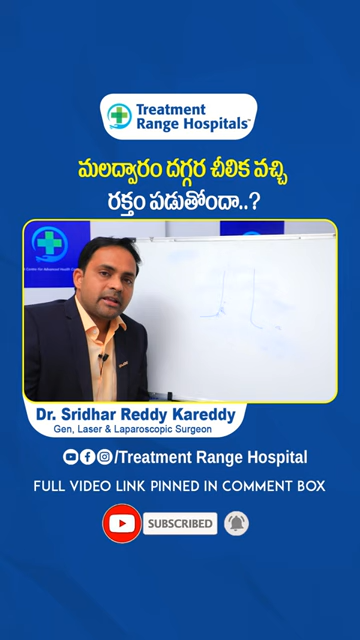 Treatment
Range Hospitals
మలద్వారం దగ్గర చీలిక వచ్చి
రక్తం పడుతోందా..?
Dr. Sridhar Reddy Kareddy
Gen, Laser & Laparoscopic Surgeon
/Treatment Range Hospital
FULL VIDEO LINK PINNED IN COMMENT BOX
SUBSCRIBED